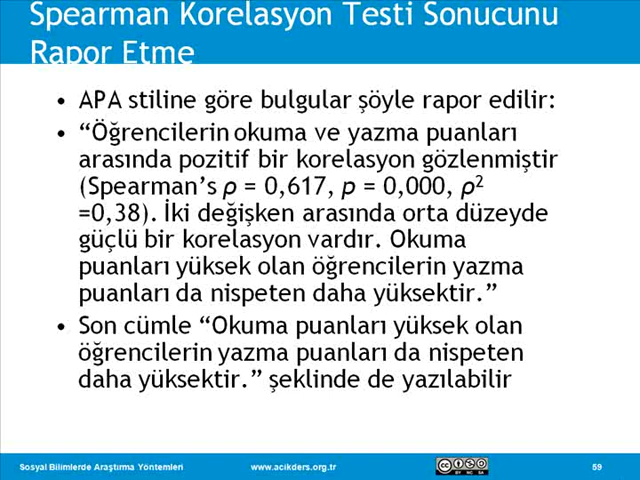 Spearman Korelasyon Testi Sonucunu
Rapor Etme
• APA stiline göre bulgular şöyle rapor edilir:
• “Öğrencilerin okuma ve yazma puanları
arasında pozitif bir korelasyon gözlenmiştir
(Spearman’s ρ = 0,617, p = 0,000, ρ²
=0,38). İki değişken arasında orta düzeyde
güçlü bir korelasyon vardır. Okuma
puanları yüksek olan öğrencilerin yazma
puanları da nispeten daha yüksektir.”
• Son cümle “Okuma puanları yüksek olan
öğrencilerin yazma puanları da nispeten
daha yüksektir.” şeklinde de yazılabilir
Sosyal Bilimlerde Araştırma Yöntemleri www.acikders.org.tr cc BY NC SA 59